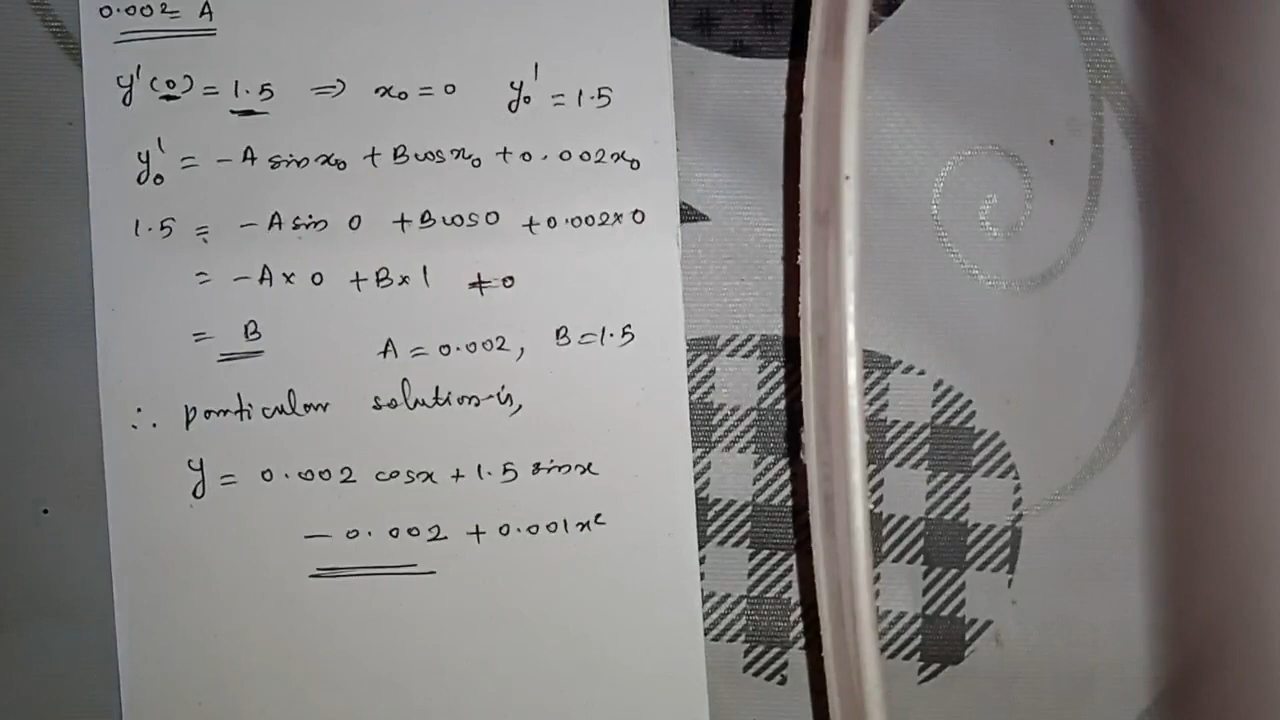 0.002 = A
y'(0) = 1.5 ⇒ x₀ = 0 y₀' = 1.5
y₀' = - A sin x₀ + B cos x₀ + 0.002x₀
1.5 = - A sin 0 + B cos 0 + 0.002 x 0
= - A x 0 + B x 1 + 0
= B A = 0.002, B = 1.5
∴ particular solution is,
y = 0.002 cosx + 1.5 sinx
- 0.002 + 0.001x²